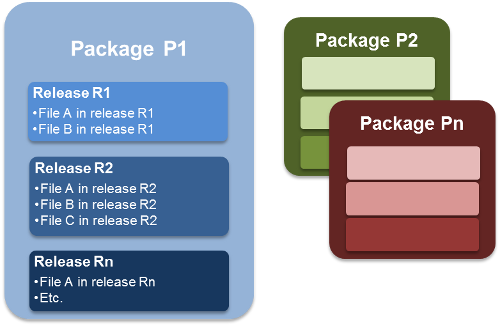 Package P1
Release R1
•File A in release R1
•File B in release R1
Release R2
•File A in release R2
•File B in release R2
•File C in release R2
Release Rn
•File A in release Rn
•Etc.
Package P2
Package Pn